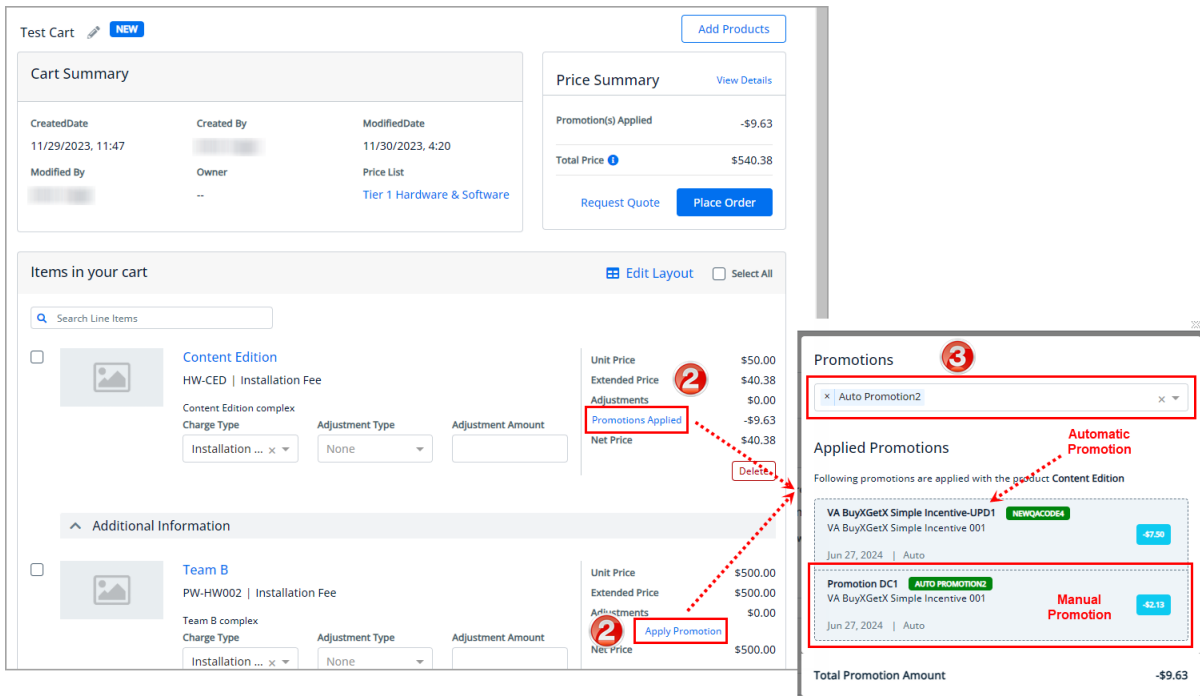 Test Cart NEW
Add Products
Cart Summary
CreatedDate Created By ModifiedDate
11/29/2023, 11:47 11/30/2023, 4:20
Modified By Owner Price List
-- Tier 1 Hardware & Software
Price Summary View Details
Promotion(s) Applied -$9.63
Total Price $540.38
Request Quote Place Order
Items in your cart Edit Layout Select All
Search Line Items
Content Edition
HW-CED | Installation Fee
Content Edition complex
Charge Type Adjustment Type Adjustment Amount
Installation ... × None
Unit Price $50.00
Extended Price $40.38
2
Adjustments $0.00
Promotions Applied -$9.63
Net Price $40.38
Delete
Additional Information
Team B
PW-HW002 | Installation Fee
Team B complex
Charge Type Adjustment Type Adjustment Amount
Installation ... × None
Unit Price $500.00
Extended Price $500.00
Adjustments $0.00
2
Apply Promotion
Net Price $500.00
Promotions
3
× Auto Promotion2 ×
Automatic
Promotion
Applied Promotions
Following promotions are applied with the product Content Edition
VA BuyXGetX Simple Incentive-UPD1 NEWQACODE4
VA BuyXGetX Simple Incentive 001
-$7.50
Jun 27, 2024 | Auto
Promotion DC1 AUTO PROMOTION2
VA BuyXGetX Simple Incentive 001
Manual
Promotion
-$2.13
Jun 27, 2024 | Auto
Total Promotion Amount -$9.63